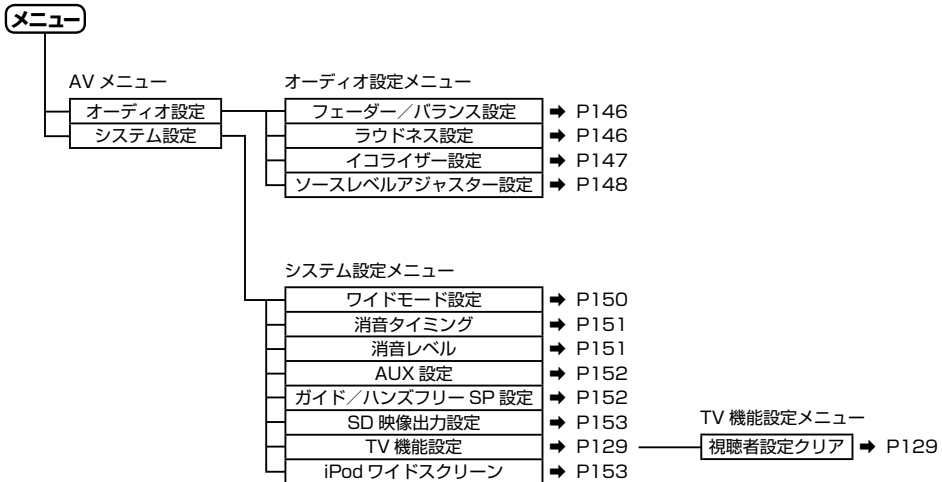 メニュー
AV メニュー
オーディオ設定
システム設定
オーディオ設定メニュー
フェーダー／バランス設定 ➡ P146
ラウドネス設定 ➡ P146
イコライザー設定 ➡ P147
ソースレベルアジャスター設定 ➡ P148
システム設定メニュー
ワイドモード設定 ➡ P150
消音タイミング ➡ P151
消音レベル ➡ P151
AUX 設定 ➡ P152
ガイド／ハンズフリー SP 設定 ➡ P152
SD 映像出力設定 ➡ P153
TV 機能設定 ➡ P129
iPod ワイドスクリーン ➡ P153
TV 機能設定メニュー
視聴者設定クリア ➡ P129